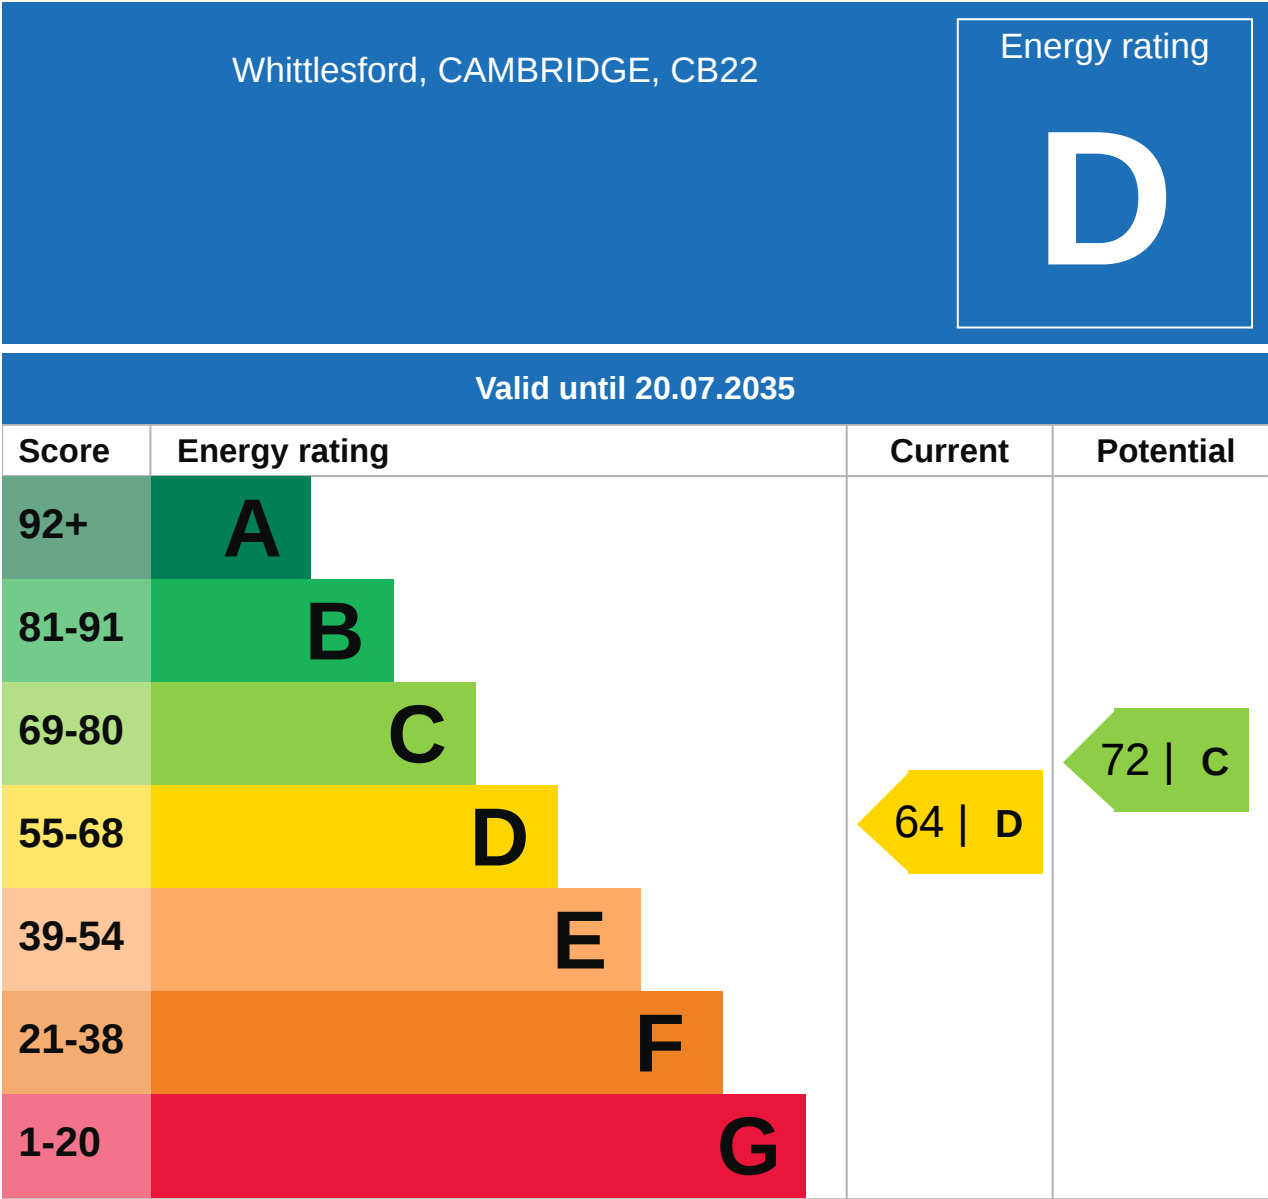 Whittlesford, CAMBRIDGE, CB22
Energy rating
D
Valid until 20.07.2035
Score Energy rating Current Potential
92+ A
81-91 B
69-80 C
72 | C
55-68 D
64 | D
39-54 E
21-38 F
1-20 G